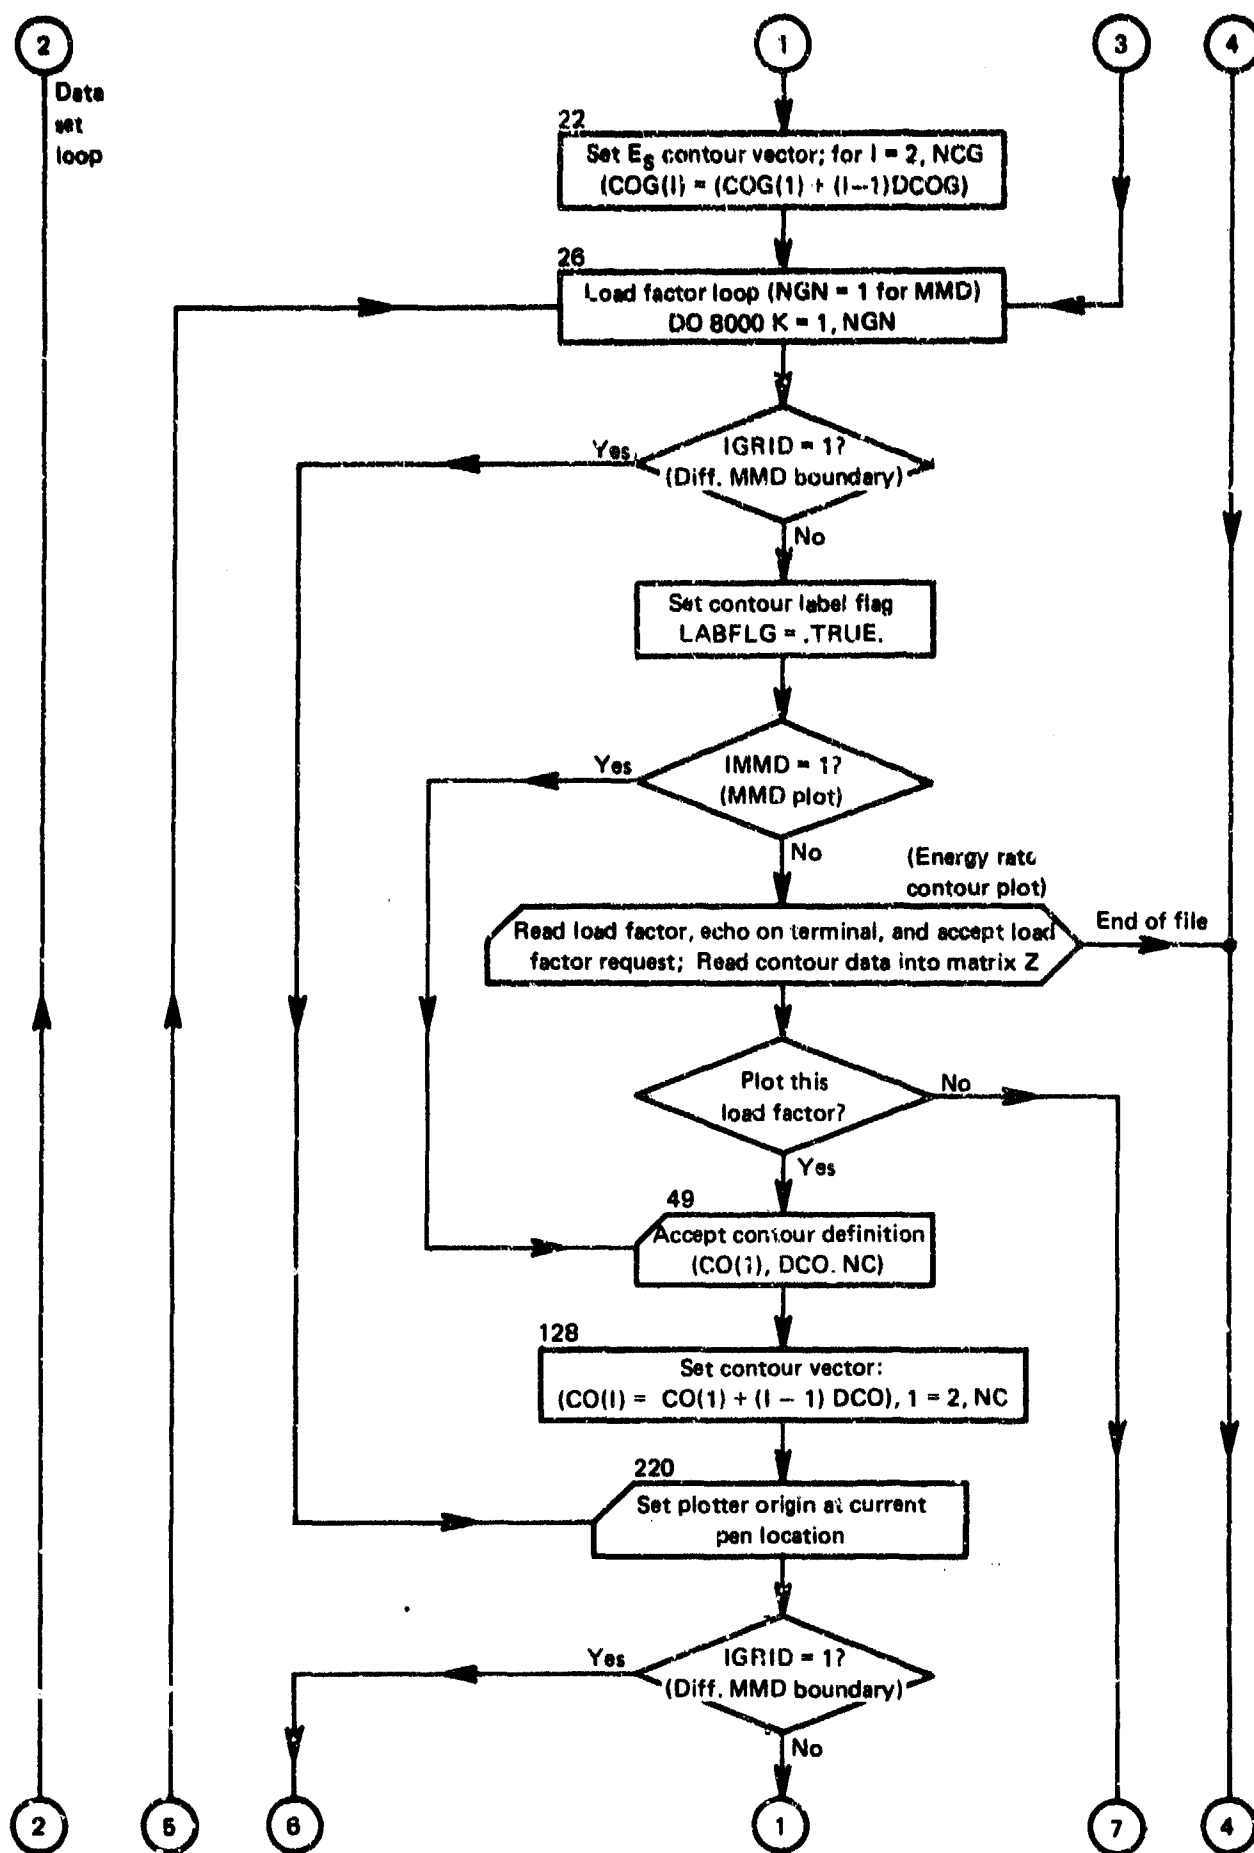 2
1
3
4
Data
set
loop
22
Set ES contour vector; for I = 2, NCG
(COG(I) = (COG(1) + (I–1)DCOG)
26
Load factor loop (NGN = 1 for MMD)
DO 8000 K = 1, NGN
Yes
IGRID = 1?
(Diff. MMD boundary)
No
Set contour label flag
LABFLG = .TRUE.
Yes
IMMD = 1?
(MMD plot)
No
(Energy rate
contour plot)
Read load factor, echo on terminal, and accept load
factor request; Read contour data into matrix Z
End of file
Plot this
load factor?
No
Yes
49
Accept contour definition
(CO(1), DCO. NC)
128
Set contour vector:
(CO(I) = CO(1) + (I – 1) DCO), 1 = 2, NC
220
Set plotter origin at current
pen location
Yes
IGRID = 1?
(Diff. MMD boundary)
No
2
5
6
1
7
4